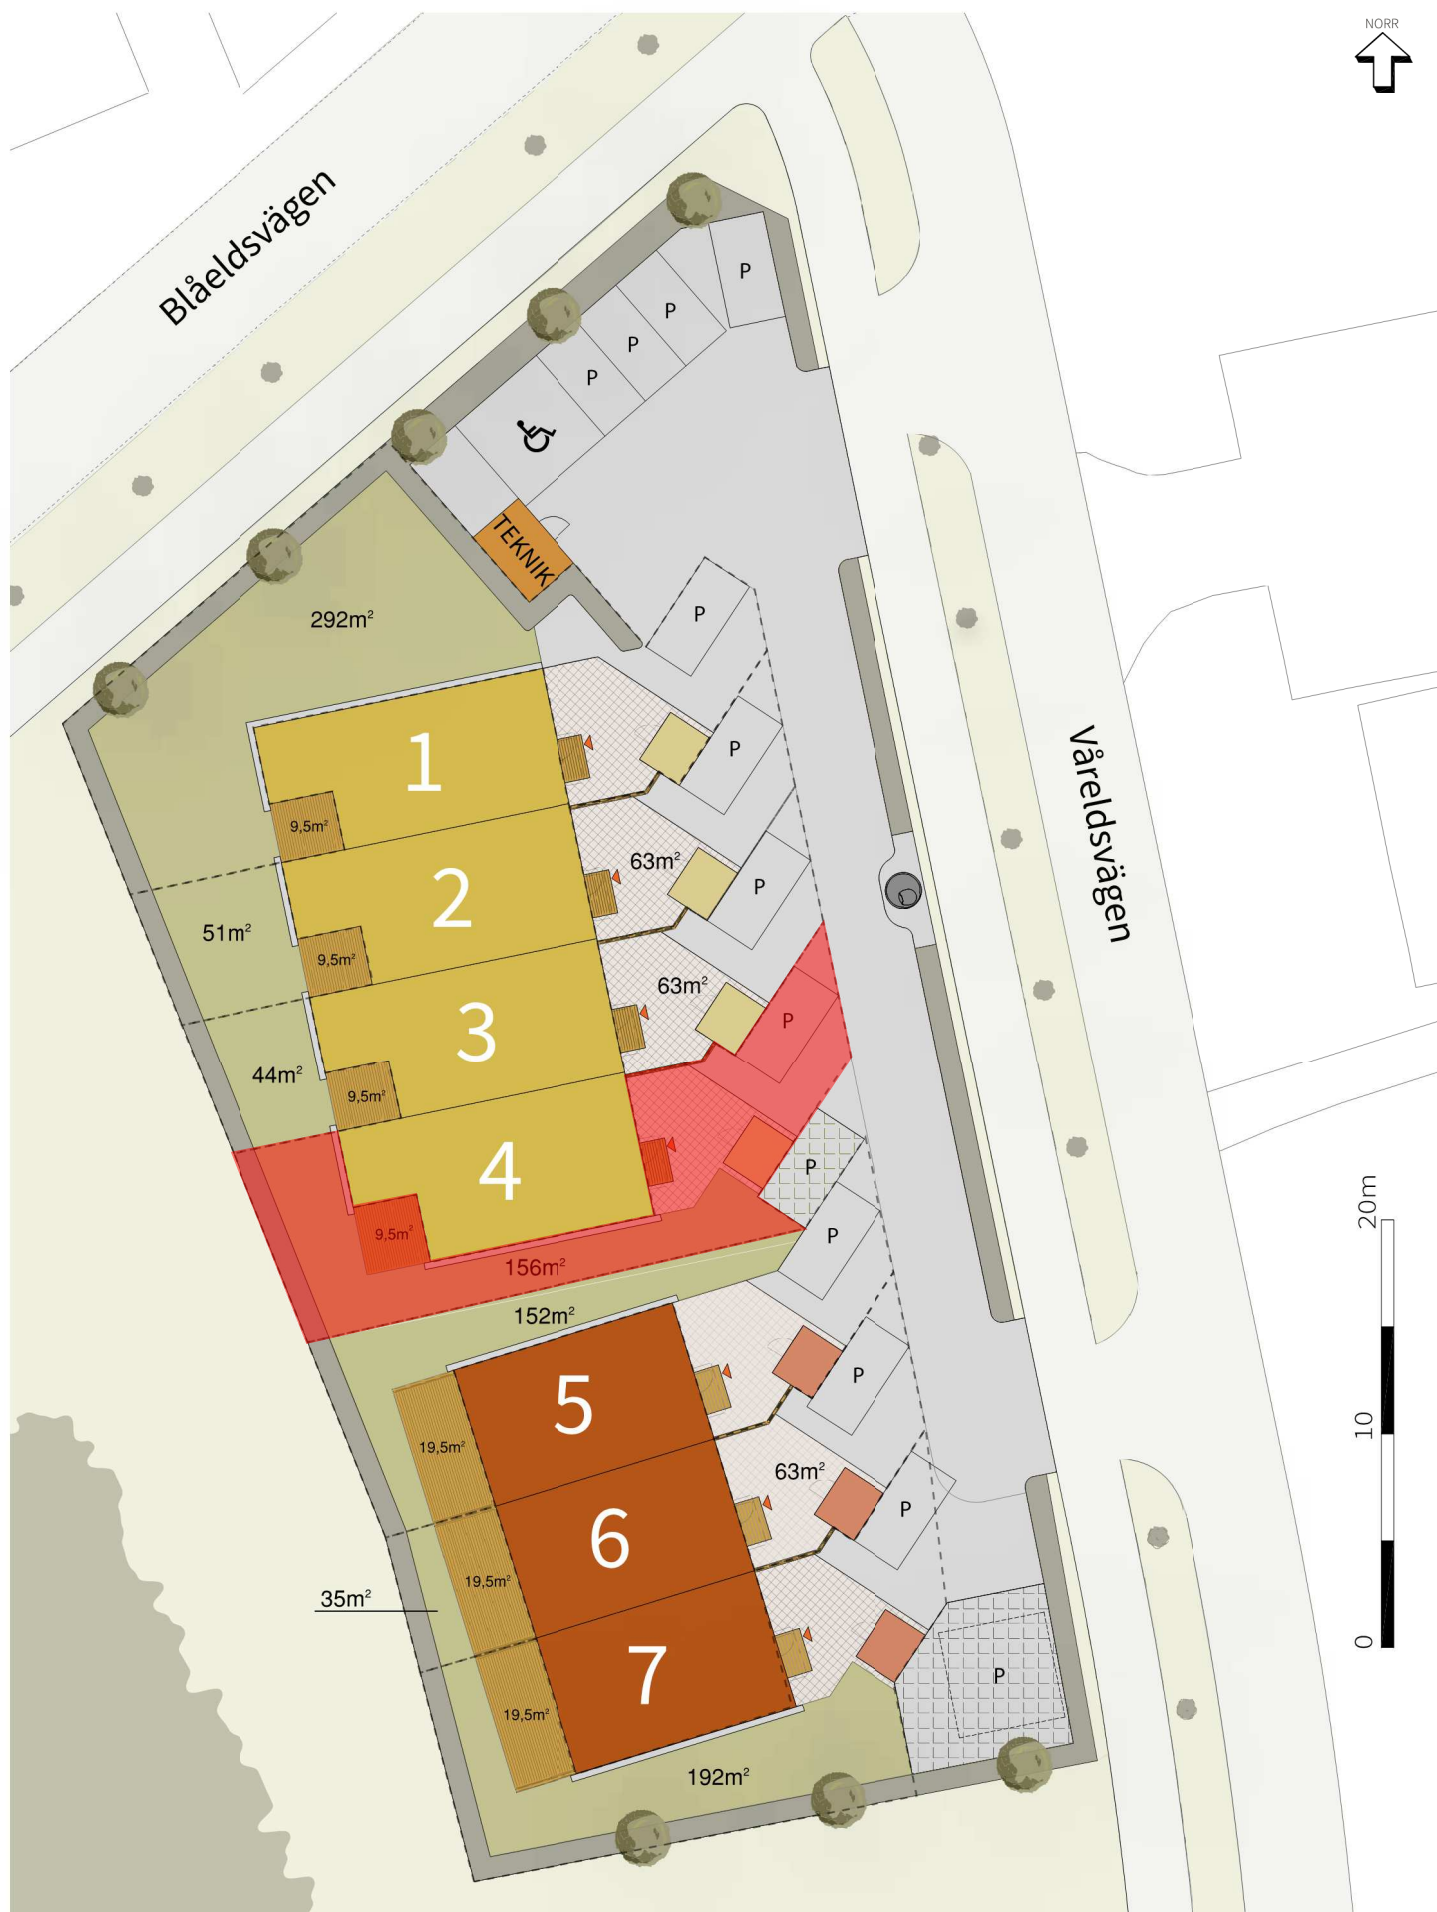 NORR
Blåeldsvägen
P
P
P
P
TEKNIK
292m²
P
1
P
9,5m²
2
63m²
P
51m²
9,5m²
3
63m²
P
44m²
9,5m²
4
P
9,5m²
P
156m²
152m²
5
P
19,5m²
6
63m²
P
19,5m²
35m²
7
P
19,5m²
192m²
Våreldsvägen
20m
10
0